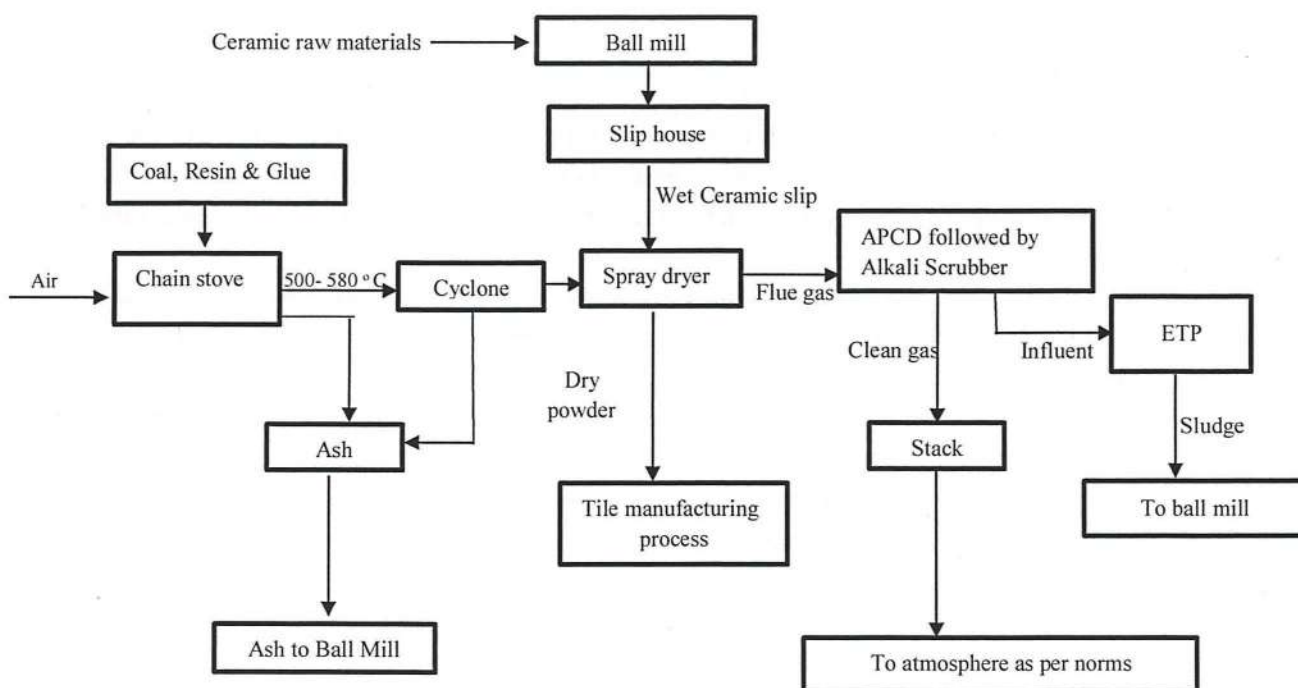 Ceramic raw materials
Ball mill
Slip house
Coal, Resin & Glue
Wet Ceramic slip
APCD followed by
Alkali Scrubber
Air
Chain stove
500- 580 ° C
Cyclone
Spray dryer
Flue gas
Clean gas
Influent
ETP
Dry
powder
Ash
Stack
Sludge
Tile manufacturing
process
To ball mill
Ash to Ball Mill
To atmosphere as per norms